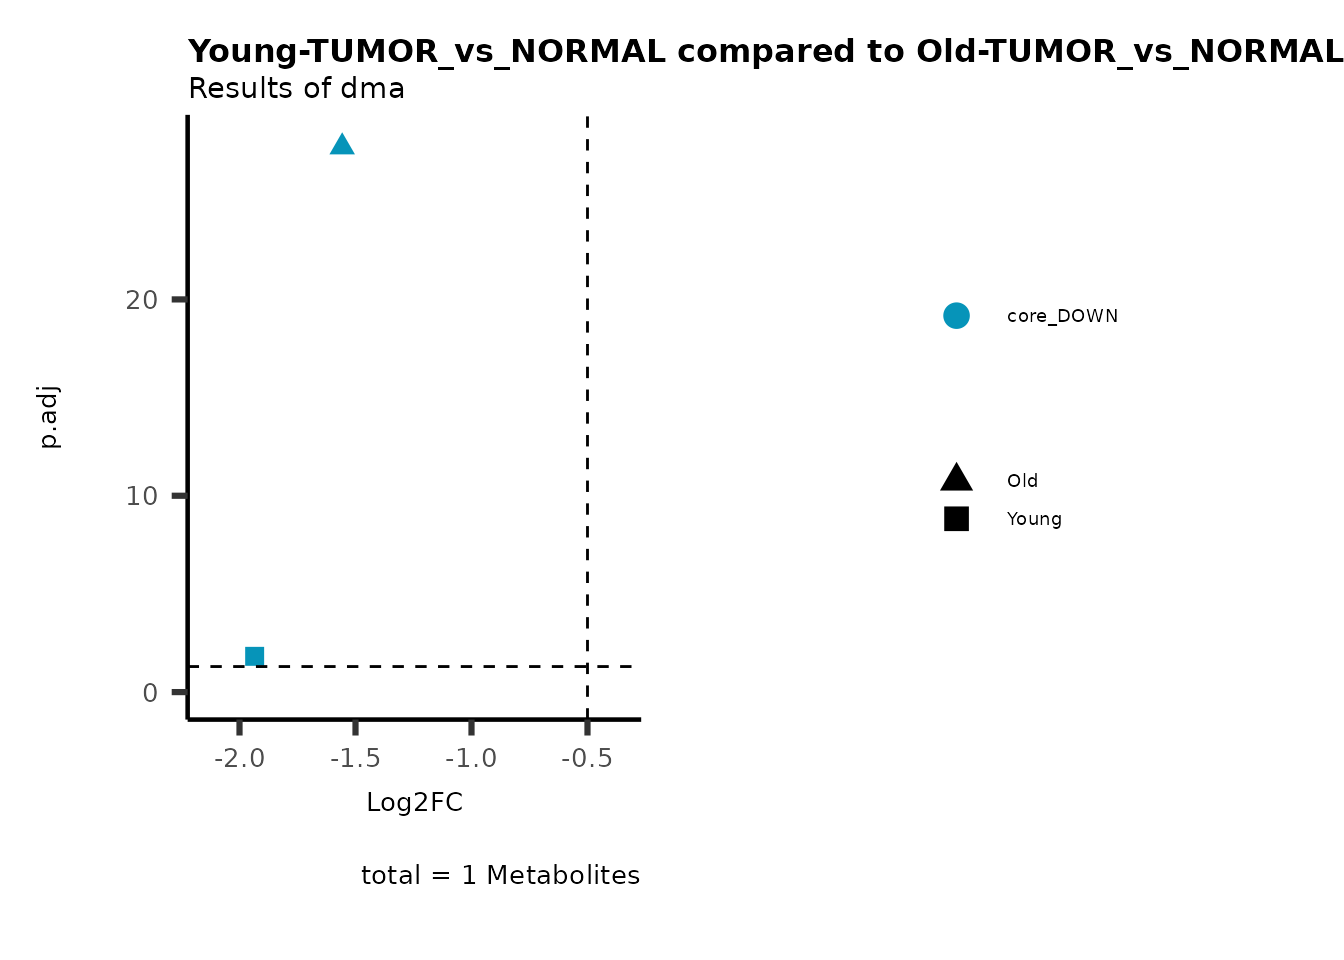 Young-TUMOR_vs_NORMAL compared to Old-TUMOR_vs_NORMAL
Results of dma
20
10
0
p.adj
-2.0
-1.5
-1.0
-0.5
Log2FC
total = 1 Metabolites
core_DOWN
Old
Young